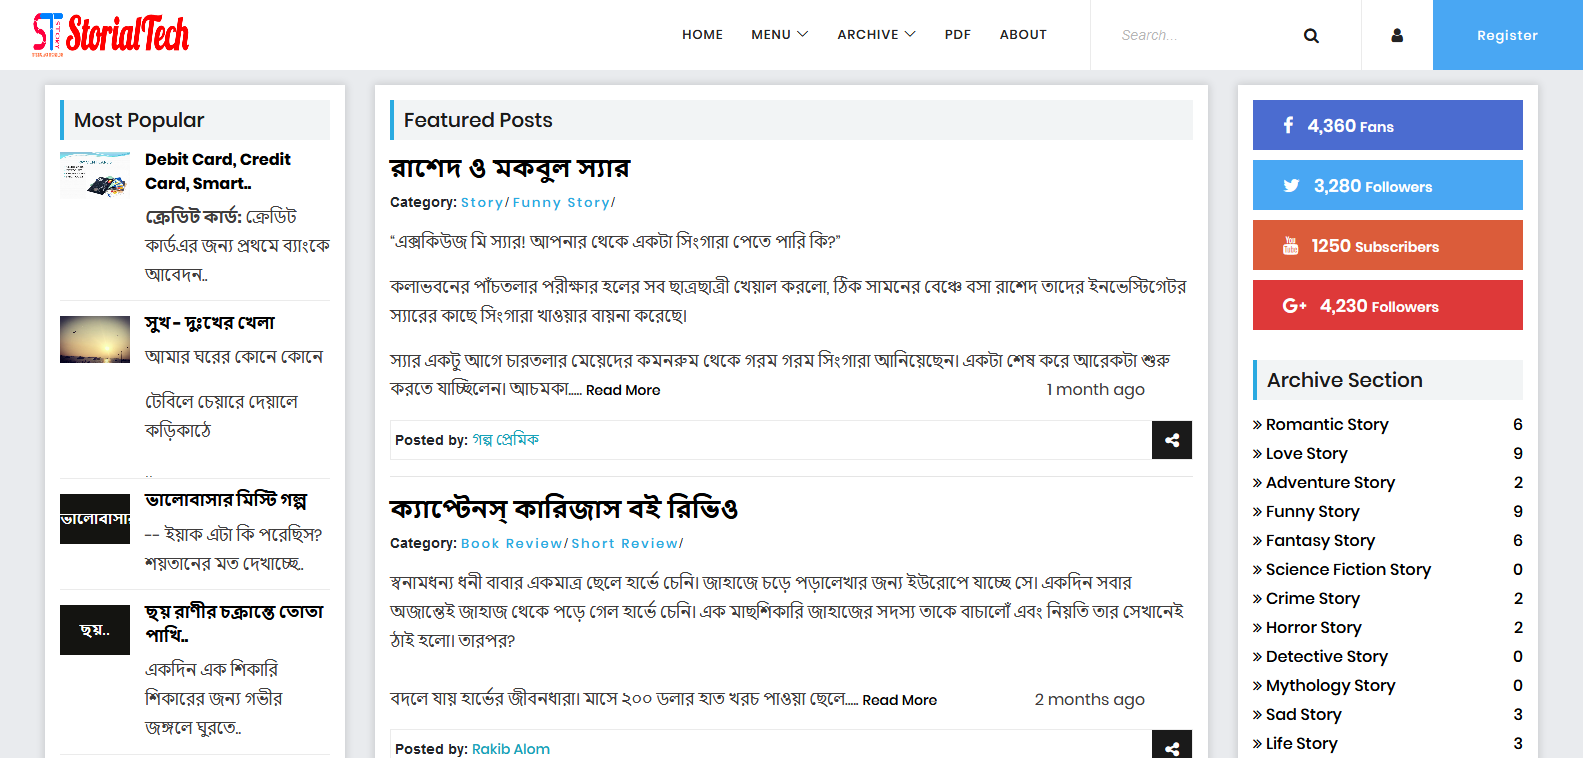 StorialTech
HOME MENU ARCHIVE PDF ABOUT
Search...
Register
Most Popular
Debit Card, Credit
Card, Smart..
ক্রেডিট কার্ড: ক্রেডিট
কার্ডএর জন্য প্রথমে ব্যাংকে
আবেদন..
সুখ - দুঃখের খেলা
আমার ঘরের কোনে কোনে
টেবিলে চেয়ারে দেয়ালে
কড়িকাঠে
..
ভালোবাসার
ভালোবাসার মিস্টি গল্প
-- ইয়াক এটা কি পরেছিস?
শয়তানের মত দেখাচ্ছে..
ছয়..
ছয় রাণীর চক্রান্তে তোতা
পাখি..
একদিন এক শিকারি
শিকারের জন্য গভীর
জঙ্গলে ঘুরতে..
Featured Posts
রাশেদ ও মকবুল স্যার
Category: Story/ Funny Story/
“এক্সকিউজ মি স্যার! আপনার থেকে একটা সিংগারা পেতে পারি কি?”
কলাভবনের পাঁচতলার পরীক্ষার হলের সব ছাত্রছাত্রী খেয়াল করলো, ঠিক সামনের বেঞ্চে বসা রাশেদ তাদের ইনভেস্টিগেটর
স্যারের কাছে সিংগারা খাওয়ার বায়না করেছে।
স্যার একটু আগে চারতলার মেয়েদের কমনরুম থেকে গরম গরম সিংগারা আনিয়েছেন। একটা শেষ করে আরেকটা শুরু
করতে যাচ্ছিলেন। আচমকা..... Read More 1 month ago
Posted by: গল্প প্রেমিক
ক্যাপ্টেনস্ কারিজাস বই রিভিও
Category: Book Review/ Short Review/
স্বনামধন্য ধনী বাবার একমাত্র ছেলে হার্ভে চেনি। জাহাজে চড়ে পড়ালেখার জন্য ইউরোপে যাচ্ছে সে। একদিন সবার
অজান্তেই জাহাজ থেকে পড়ে গেল হার্ভে চেনি। এক মাছশিকারি জাহাজের সদস্য তাকে বাচালোঁ এবং নিয়তি তার সেখানেই
ঠাই হলো। তারপর?
বদলে যায় হার্ভের জীবনধারা। মাসে ২০০ ডলার হাত খরচ পাওয়া ছেলে..... Read More 2 months ago
Posted by: Rakib Alom
4,360 Fans
3,280 Followers
You Tube 1250 Subscribers
G+ 4,230 Followers
Archive Section
» Romantic Story 6
» Love Story 9
» Adventure Story 2
» Funny Story 9
» Fantasy Story 6
» Science Fiction Story 0
» Crime Story 2
» Horror Story 2
» Detective Story 0
» Mythology Story 0
» Sad Story 3
» Life Story 3